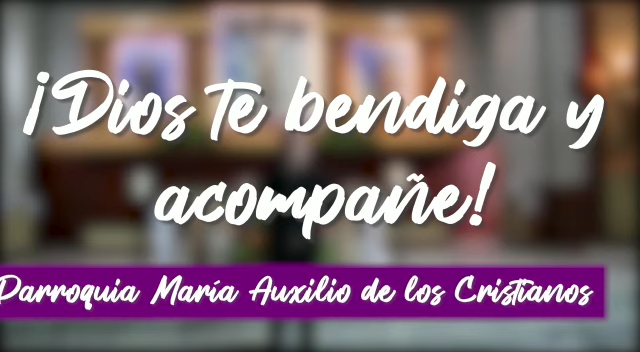 ¡Dios te bendiga y
acompañe!
Parroquia María Auxilio de los Cristianos